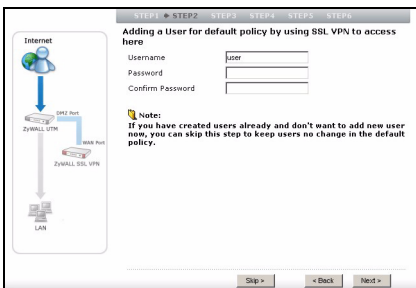 STEP1 STEP2 STEP3 STEP4 STEP5 STEP6
Adding a User for default policy by using SSL VPN to access
here
Username user
Password
Confirm Password
Note:
If you have created users already and don't want to add new user
now, you can skip this step to keep users no change in the default
policy.
Internet
DMZ Port
ZyWALL UTM
WAN Port
ZyWALL SSL VPN
LAN
Skip > < Back Next >